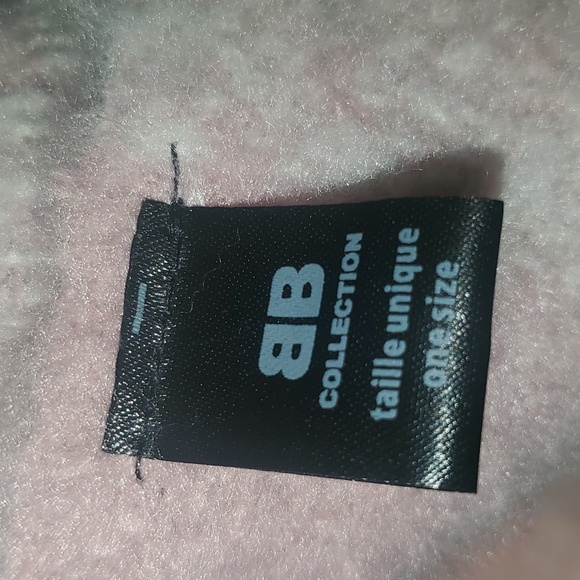 BB
COLLECTION
taille unique
one size